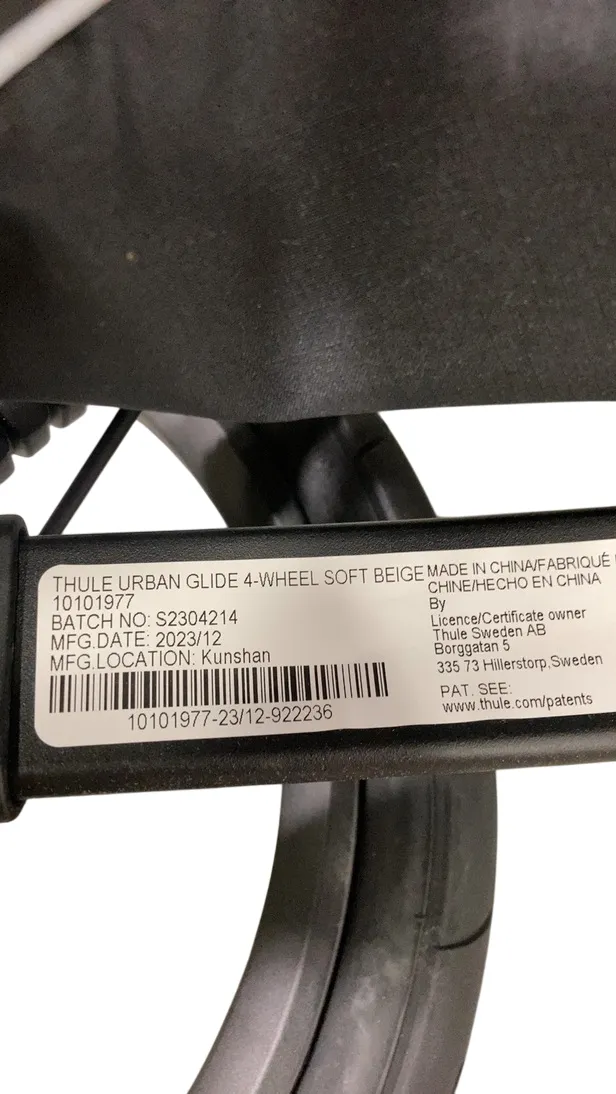 THULE URBAN GLIDE 4-WHEEL SOFT BEIGE
10101977
BATCH NO: S2304214
MFG.DATE: 2023/12
MFG.LOCATION: Kunshan
10101977-23/12-922236
MADE IN CHINA/FABRIQUÉ
CHINE/HECHO EN CHINA
By
Licence/Certificate owner
Thule Sweden AB
Borggatan 5
335 73 Hillerstorp,Sweden
PAT. SEE:
www.thule.com/patents